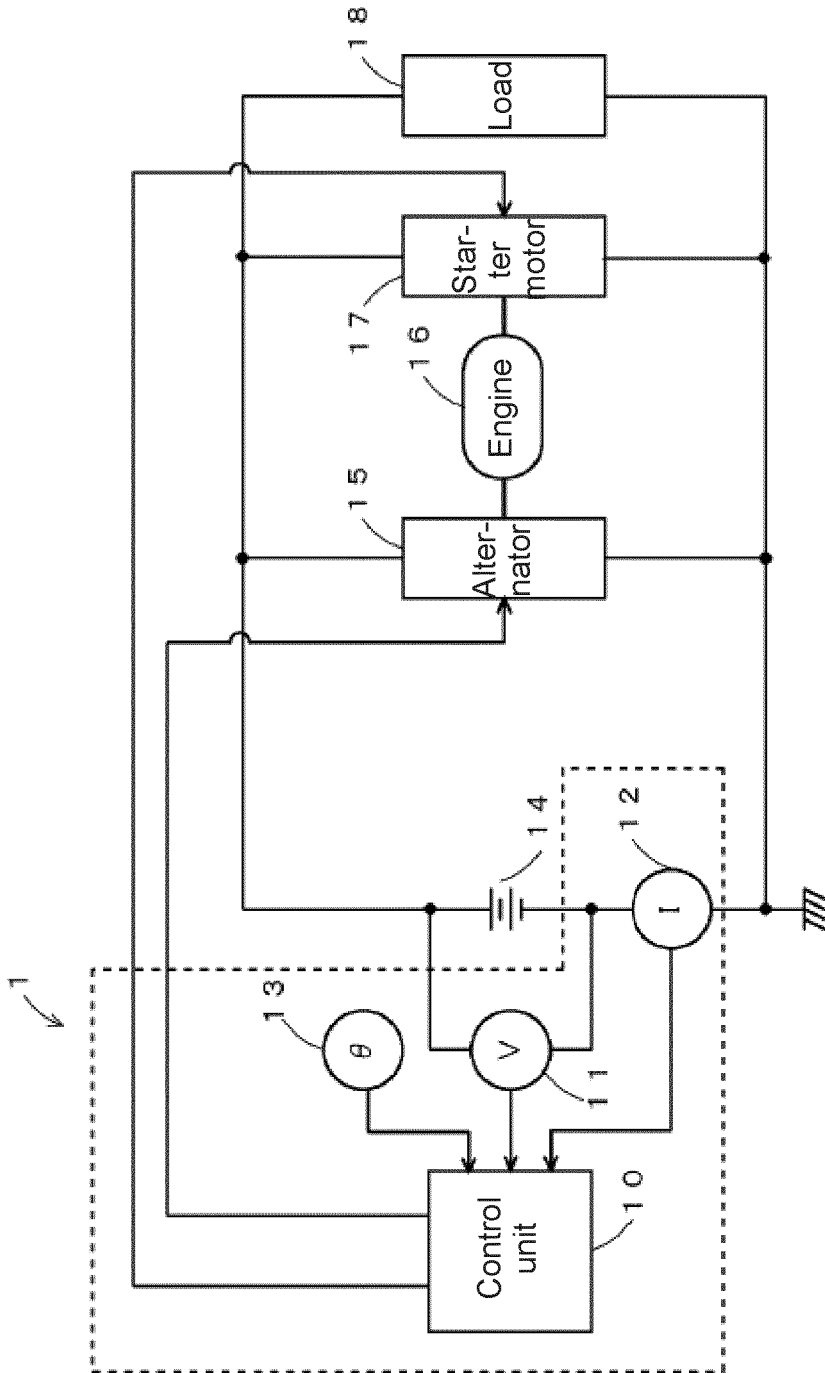 1
Control
unit
10
θ
13
V
11
I
12
14
Alter-
nator
15
Engine
16
Star-
ter
motor
17
Load
18